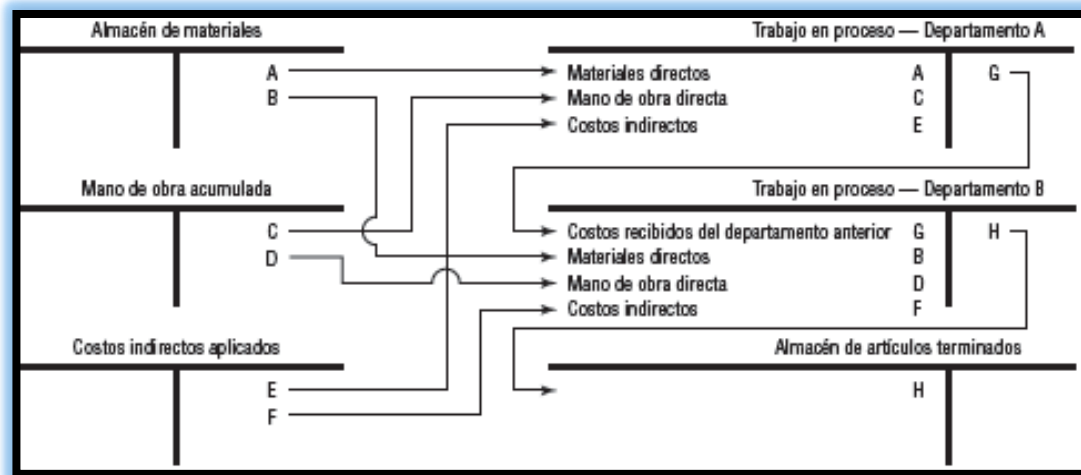 Almacén de materiales
A
B
Mano de obra acumulada
C
D
Costos indirectos aplicados
E
F
Trabajo en proceso — Departamento A
Materiales directos A G
Mano de obra directa C
Costos indirectos E
Trabajo en proceso — Departamento B
Costos recibidos del departamento anterior G H
Materiales directos B
Mano de obra directa D
Costos indirectos F
Almacén de artículos terminados
H